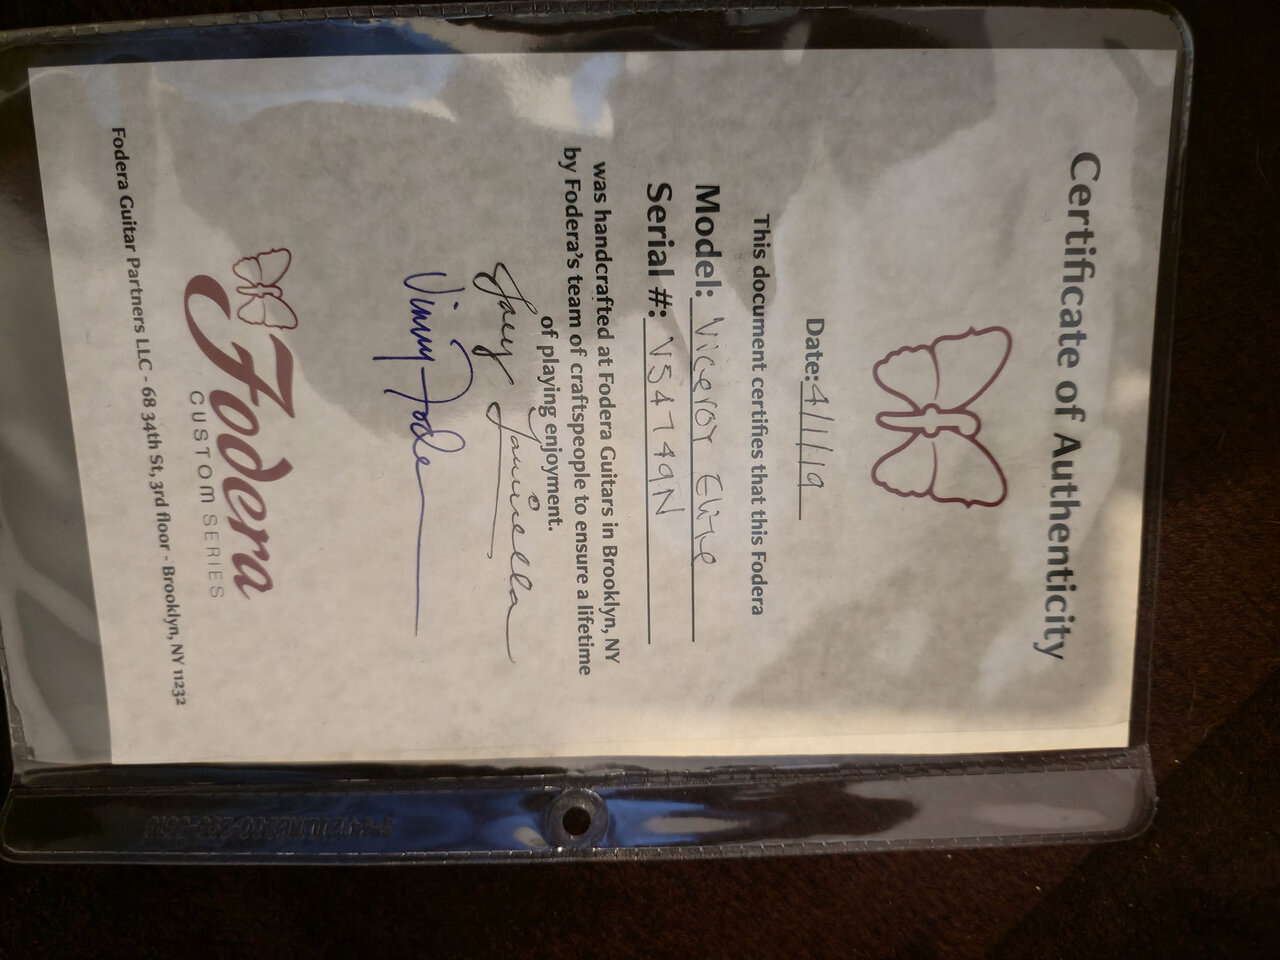 Certificate of Authenticity
Date: 4/1/19
This document certifies that this Fodera
Model: Viceroy Elite
Serial #: V54749N
was handcrafted at Fodera Guitars in Brooklyn, NY
by Fodera's team of craftspeople to ensure a lifetime
of playing enjoyment.
Joey Lauricella
Vinny Fodera
Fodera
CUSTOM SERIES
Fodera Guitar Partners LLC - 68 34th St, 3rd floor - Brooklyn, NY 11232